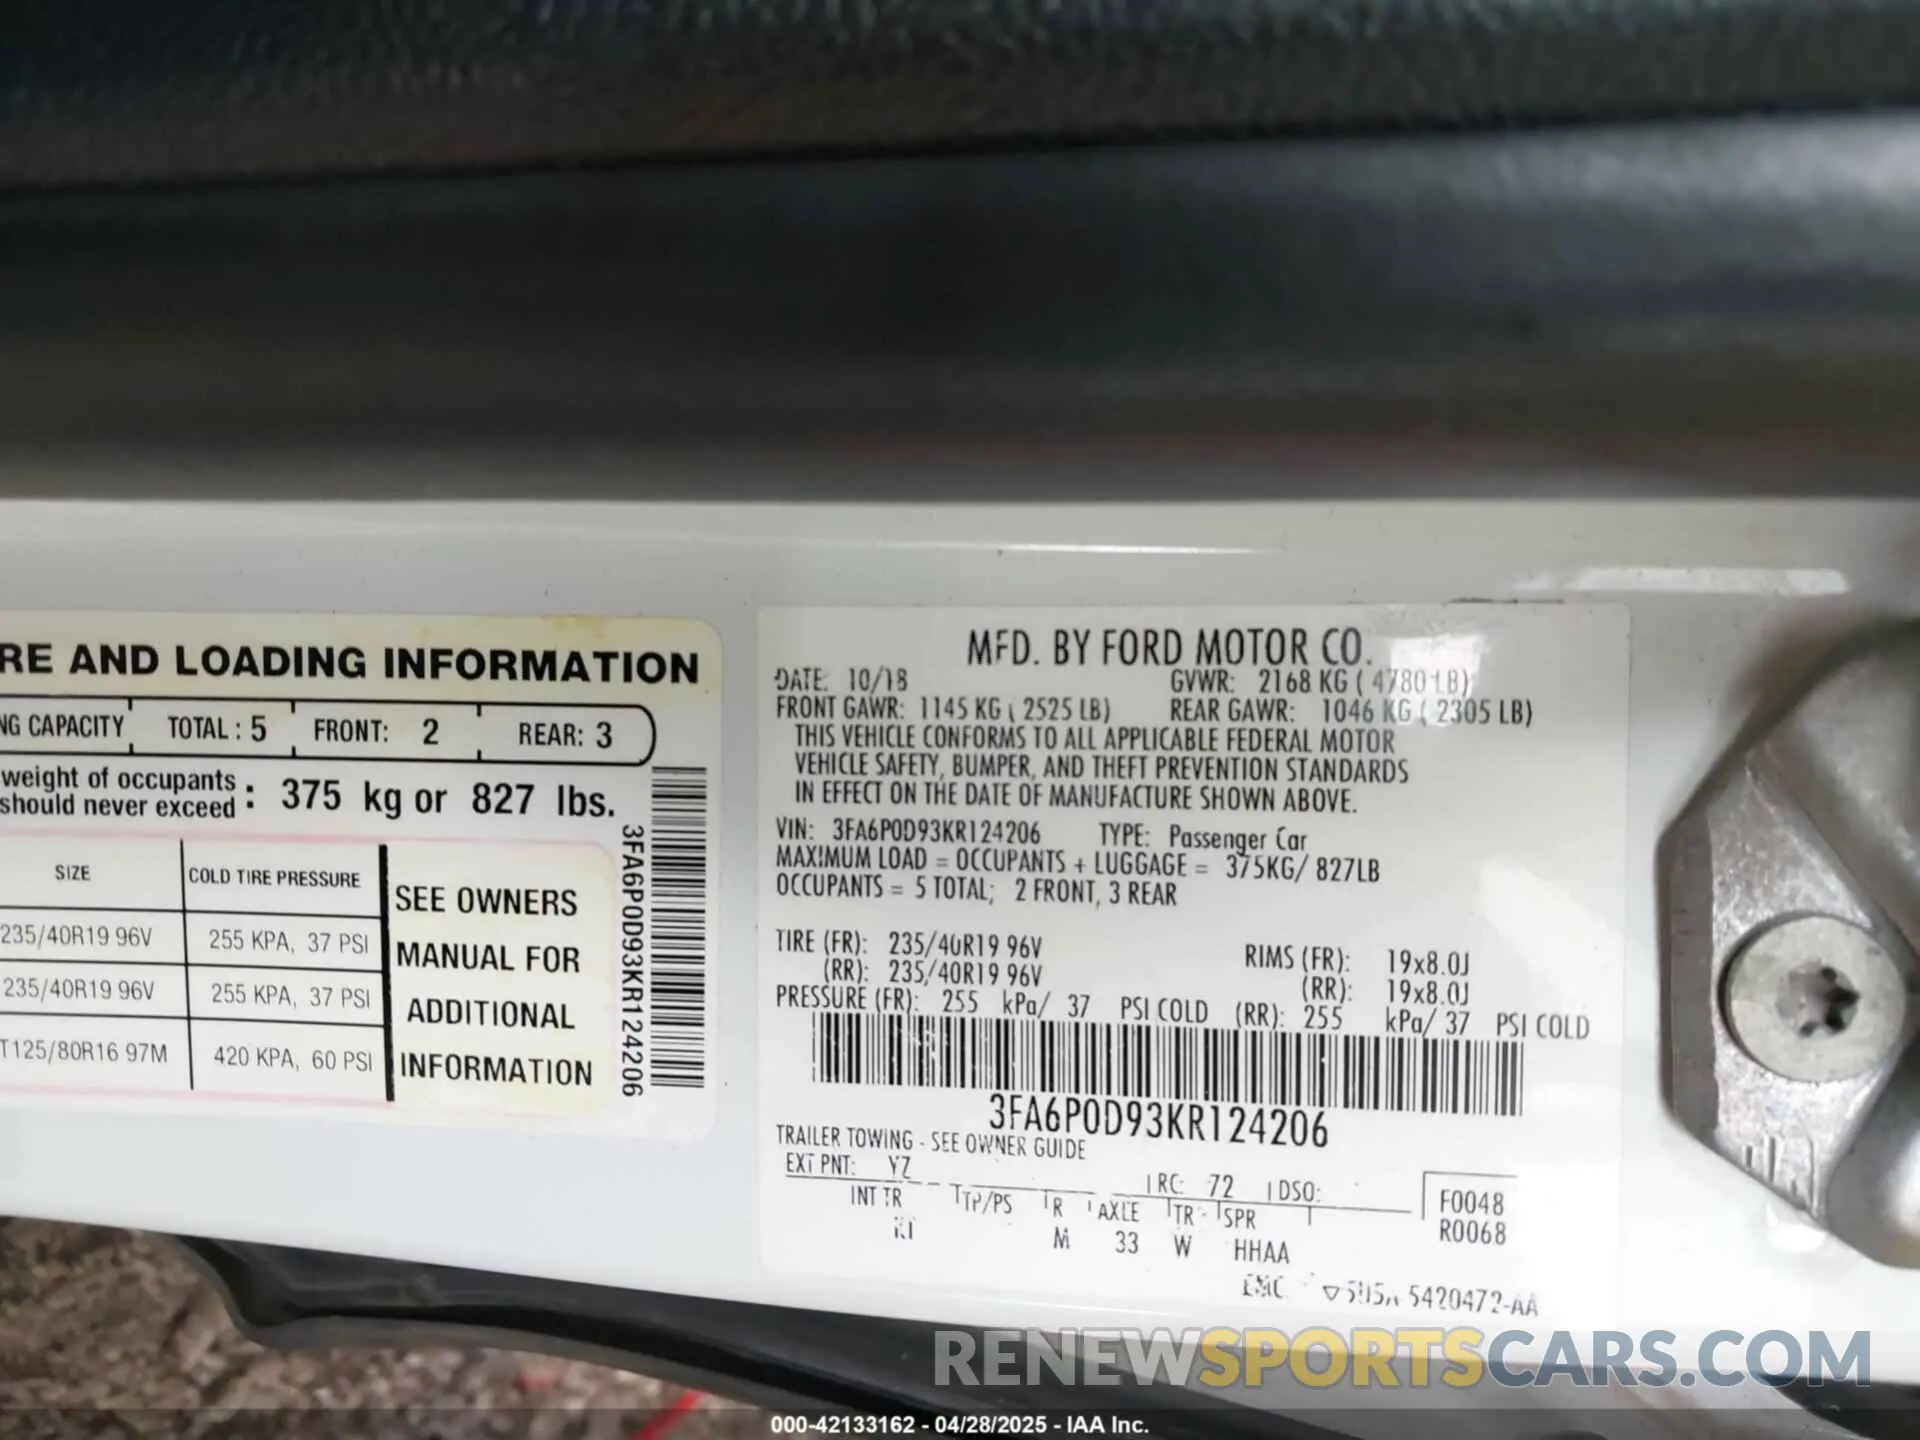 RE AND LOADING INFORMATION
NG CAPACITY TOTAL : 5 FRONT: 2 REAR: 3
weight of occupants
should never exceed : 375 kg or 827 lbs.
SIZE COLD TIRE PRESSURE
235/40R19 96V 255 KPA, 37 PSI
235/40R19 96V 255 KPA, 37 PSI
T125/80R16 97M 420 KPA, 60 PSI
SEE OWNERS
MANUAL FOR
ADDITIONAL
INFORMATION
3FA6P0D93KR124206
MFD. BY FORD MOTOR CO.
DATE: 10/18 GVWR: 2168 KG ( 4780 LB)
FRONT GAWR: 1145 KG ( 2525 LB) REAR GAWR: 1046 KG ( 2305 LB)
THIS VEHICLE CONFORMS TO ALL APPLICABLE FEDERAL MOTOR
VEHICLE SAFETY, BUMPER, AND THEFT PREVENTION STANDARDS
IN EFFECT ON THE DATE OF MANUFACTURE SHOWN ABOVE.
VIN: 3FA6P0D93KR124206 TYPE: Passenger Car
MAXIMUM LOAD = OCCUPANTS + LUGGAGE = 375KG/ 827LB
OCCUPANTS = 5 TOTAL; 2 FRONT, 3 REAR
TIRE (FR): 235/40R19 96V RIMS (FR): 19x8.0J
(RR): 235/40R19 96V (RR): 19x8.0J
PRESSURE (FR): 255 kPa/ 37 PSI COLD (RR): 255 kPa/ 37 PSI COLD
3FA6P0D93KR124206
TRAILER TOWING - SEE OWNER GUIDE
EXT PNT: YZ RC: 72 DSO:
INT TR TP/PS R AXLE TR SPR
M 33 W HHAA
F0048
R0068
5420472-AA
RENEWSPORTSCARS.COM
000-42133162 - 04/28/2025 - IAA Inc.